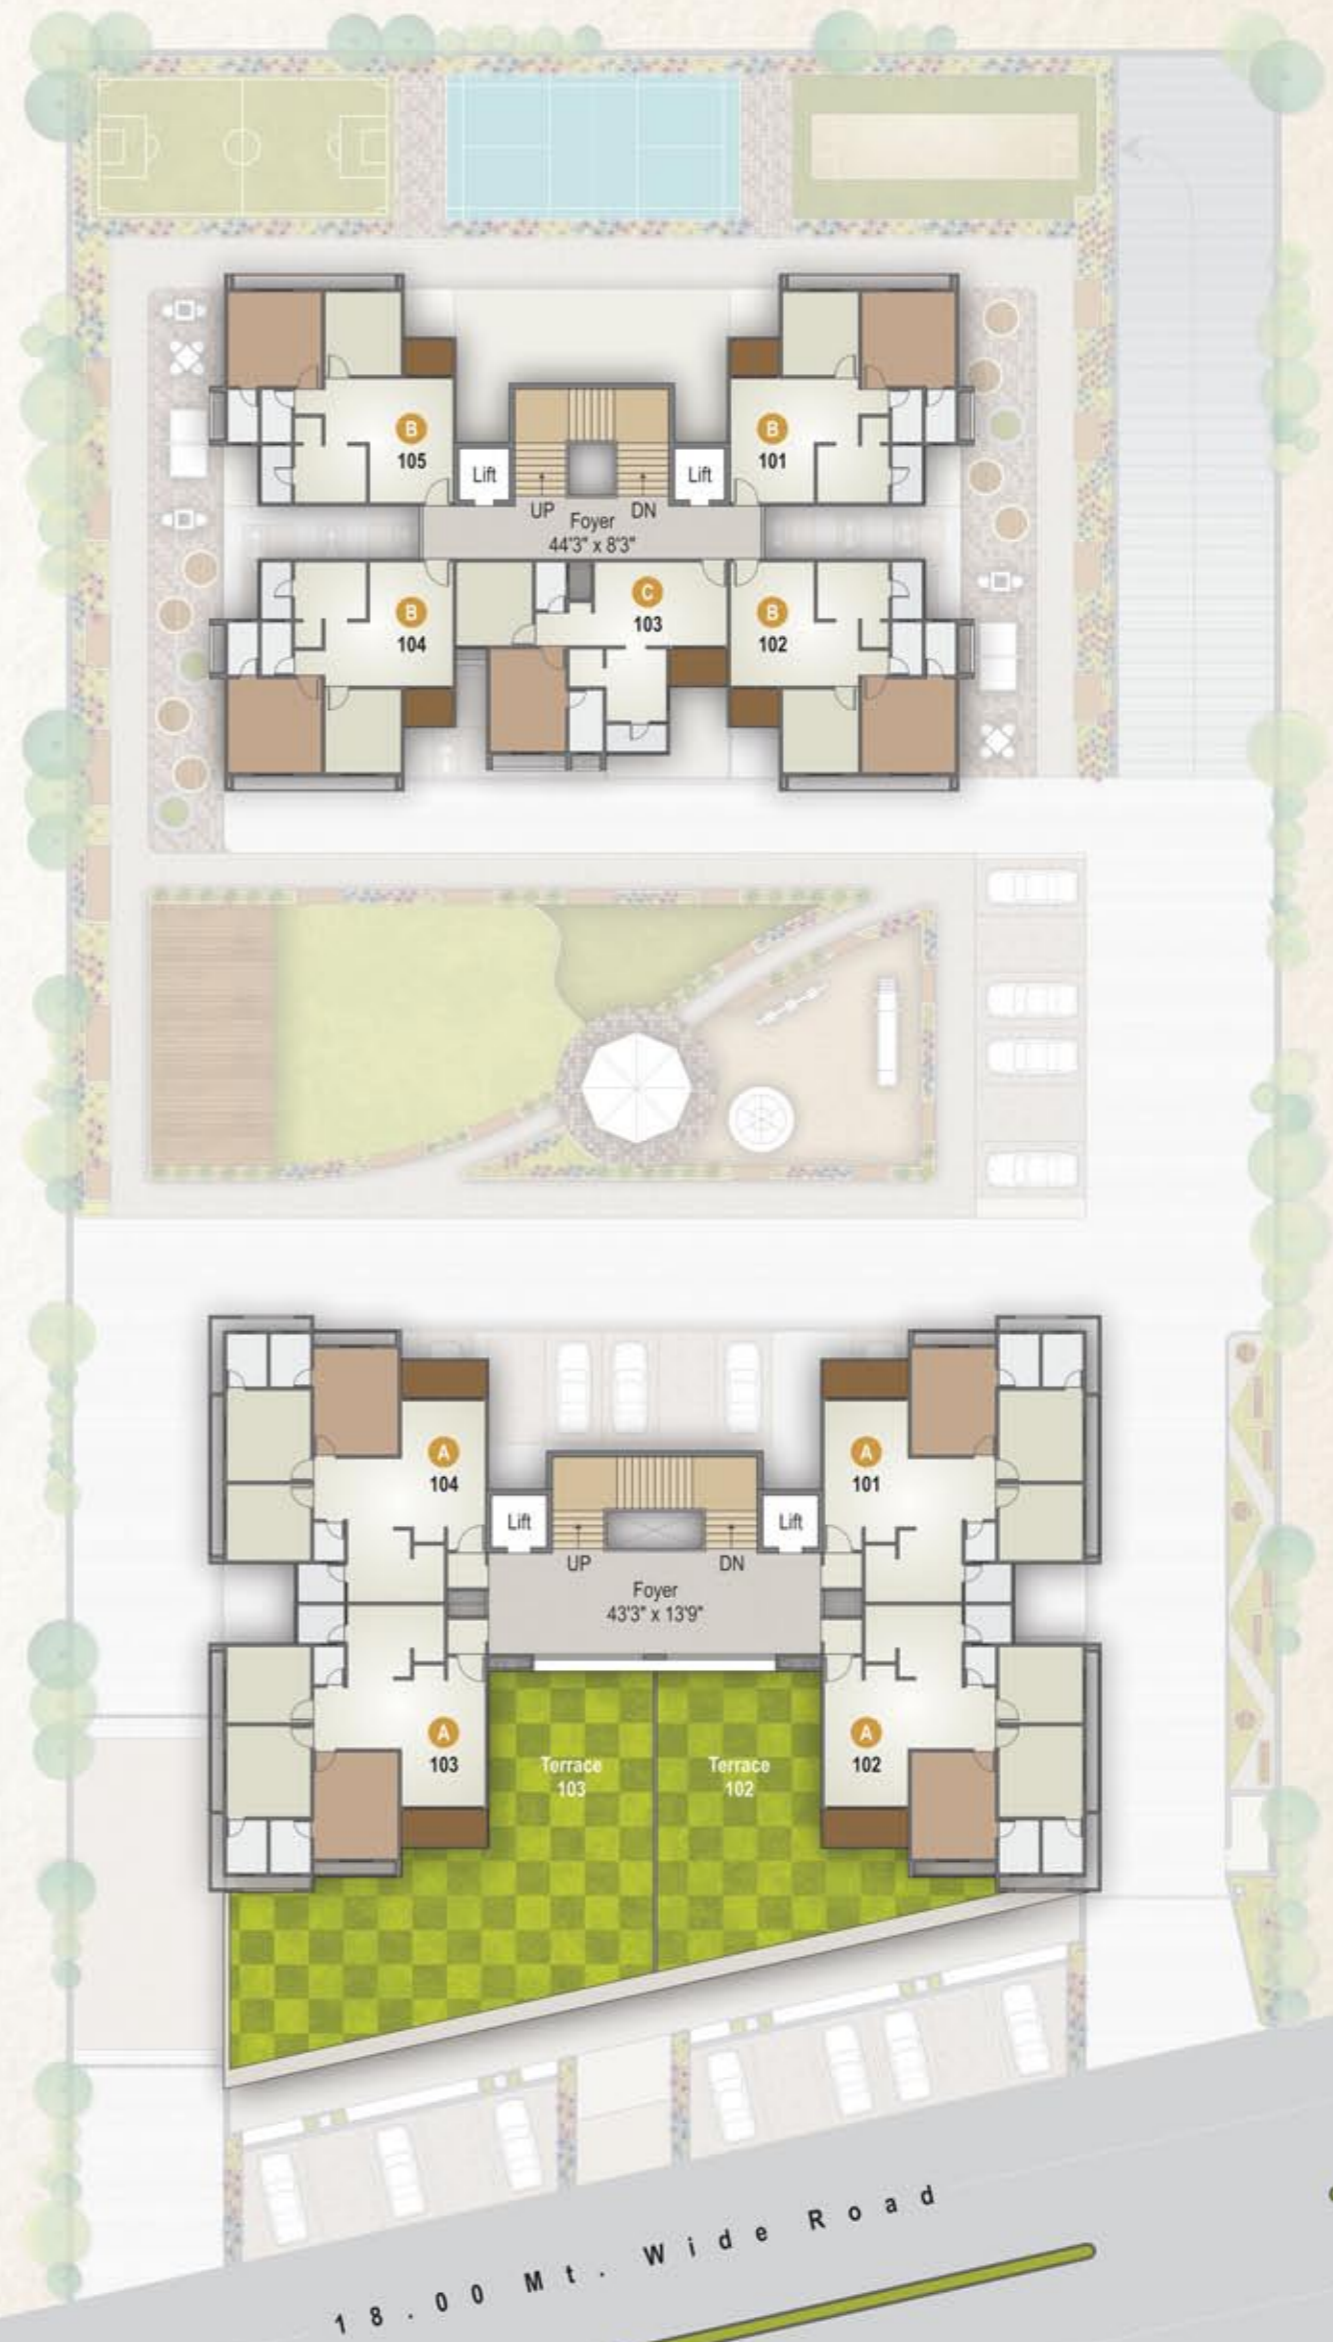 B
105
B
101
Lift
Lift
UP
DN
Foyer
44'3" x 8'3"
B
104
C
103
B
102
A
104
A
101
Lift
Lift
UP
DN
Foyer
43'3" x 13'9"
A
103
Terrace
103
Terrace
102
A
102
18.00 Mt. Wide Road